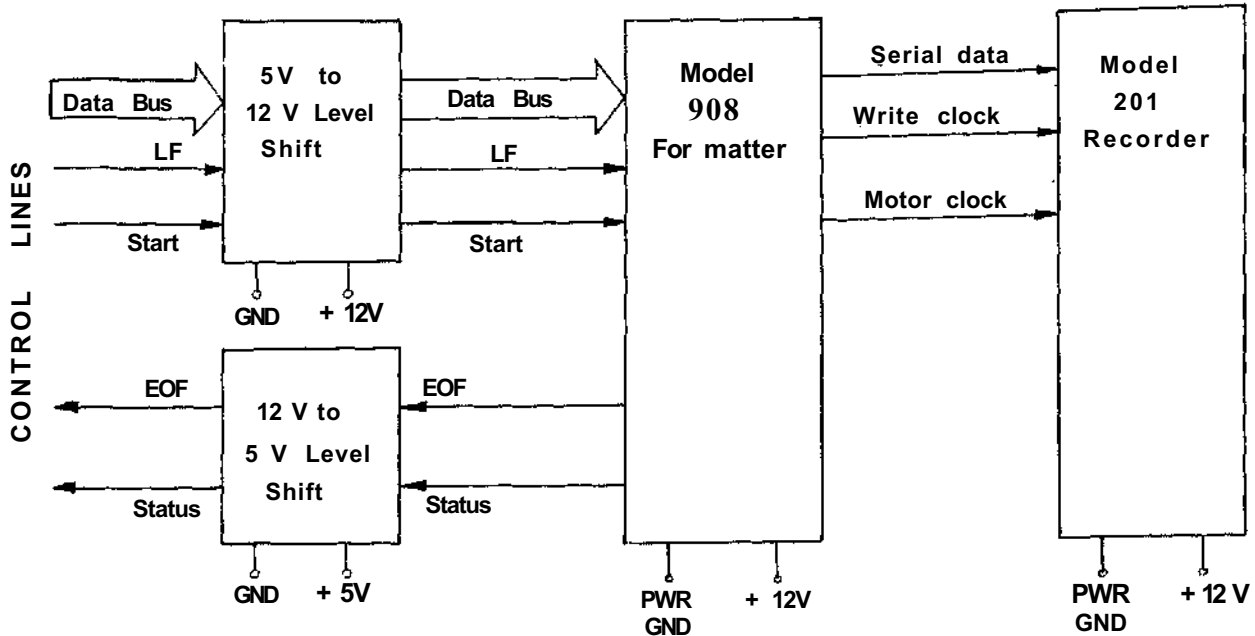 CONTROL LINES
Data Bus
LF
Start
5V to
12 V Level
Shift
GND
+ 12V
Data Bus
LF
Start
EOF
Status
12 V to
5 V Level
Shift
GND
+ 5V
EOF
Status
Model
908
For matter
PWR
GND
+ 12V
Serial data
Write clock
Motor clock
Model
201
Recorder
PWR
GND
+ 12 V